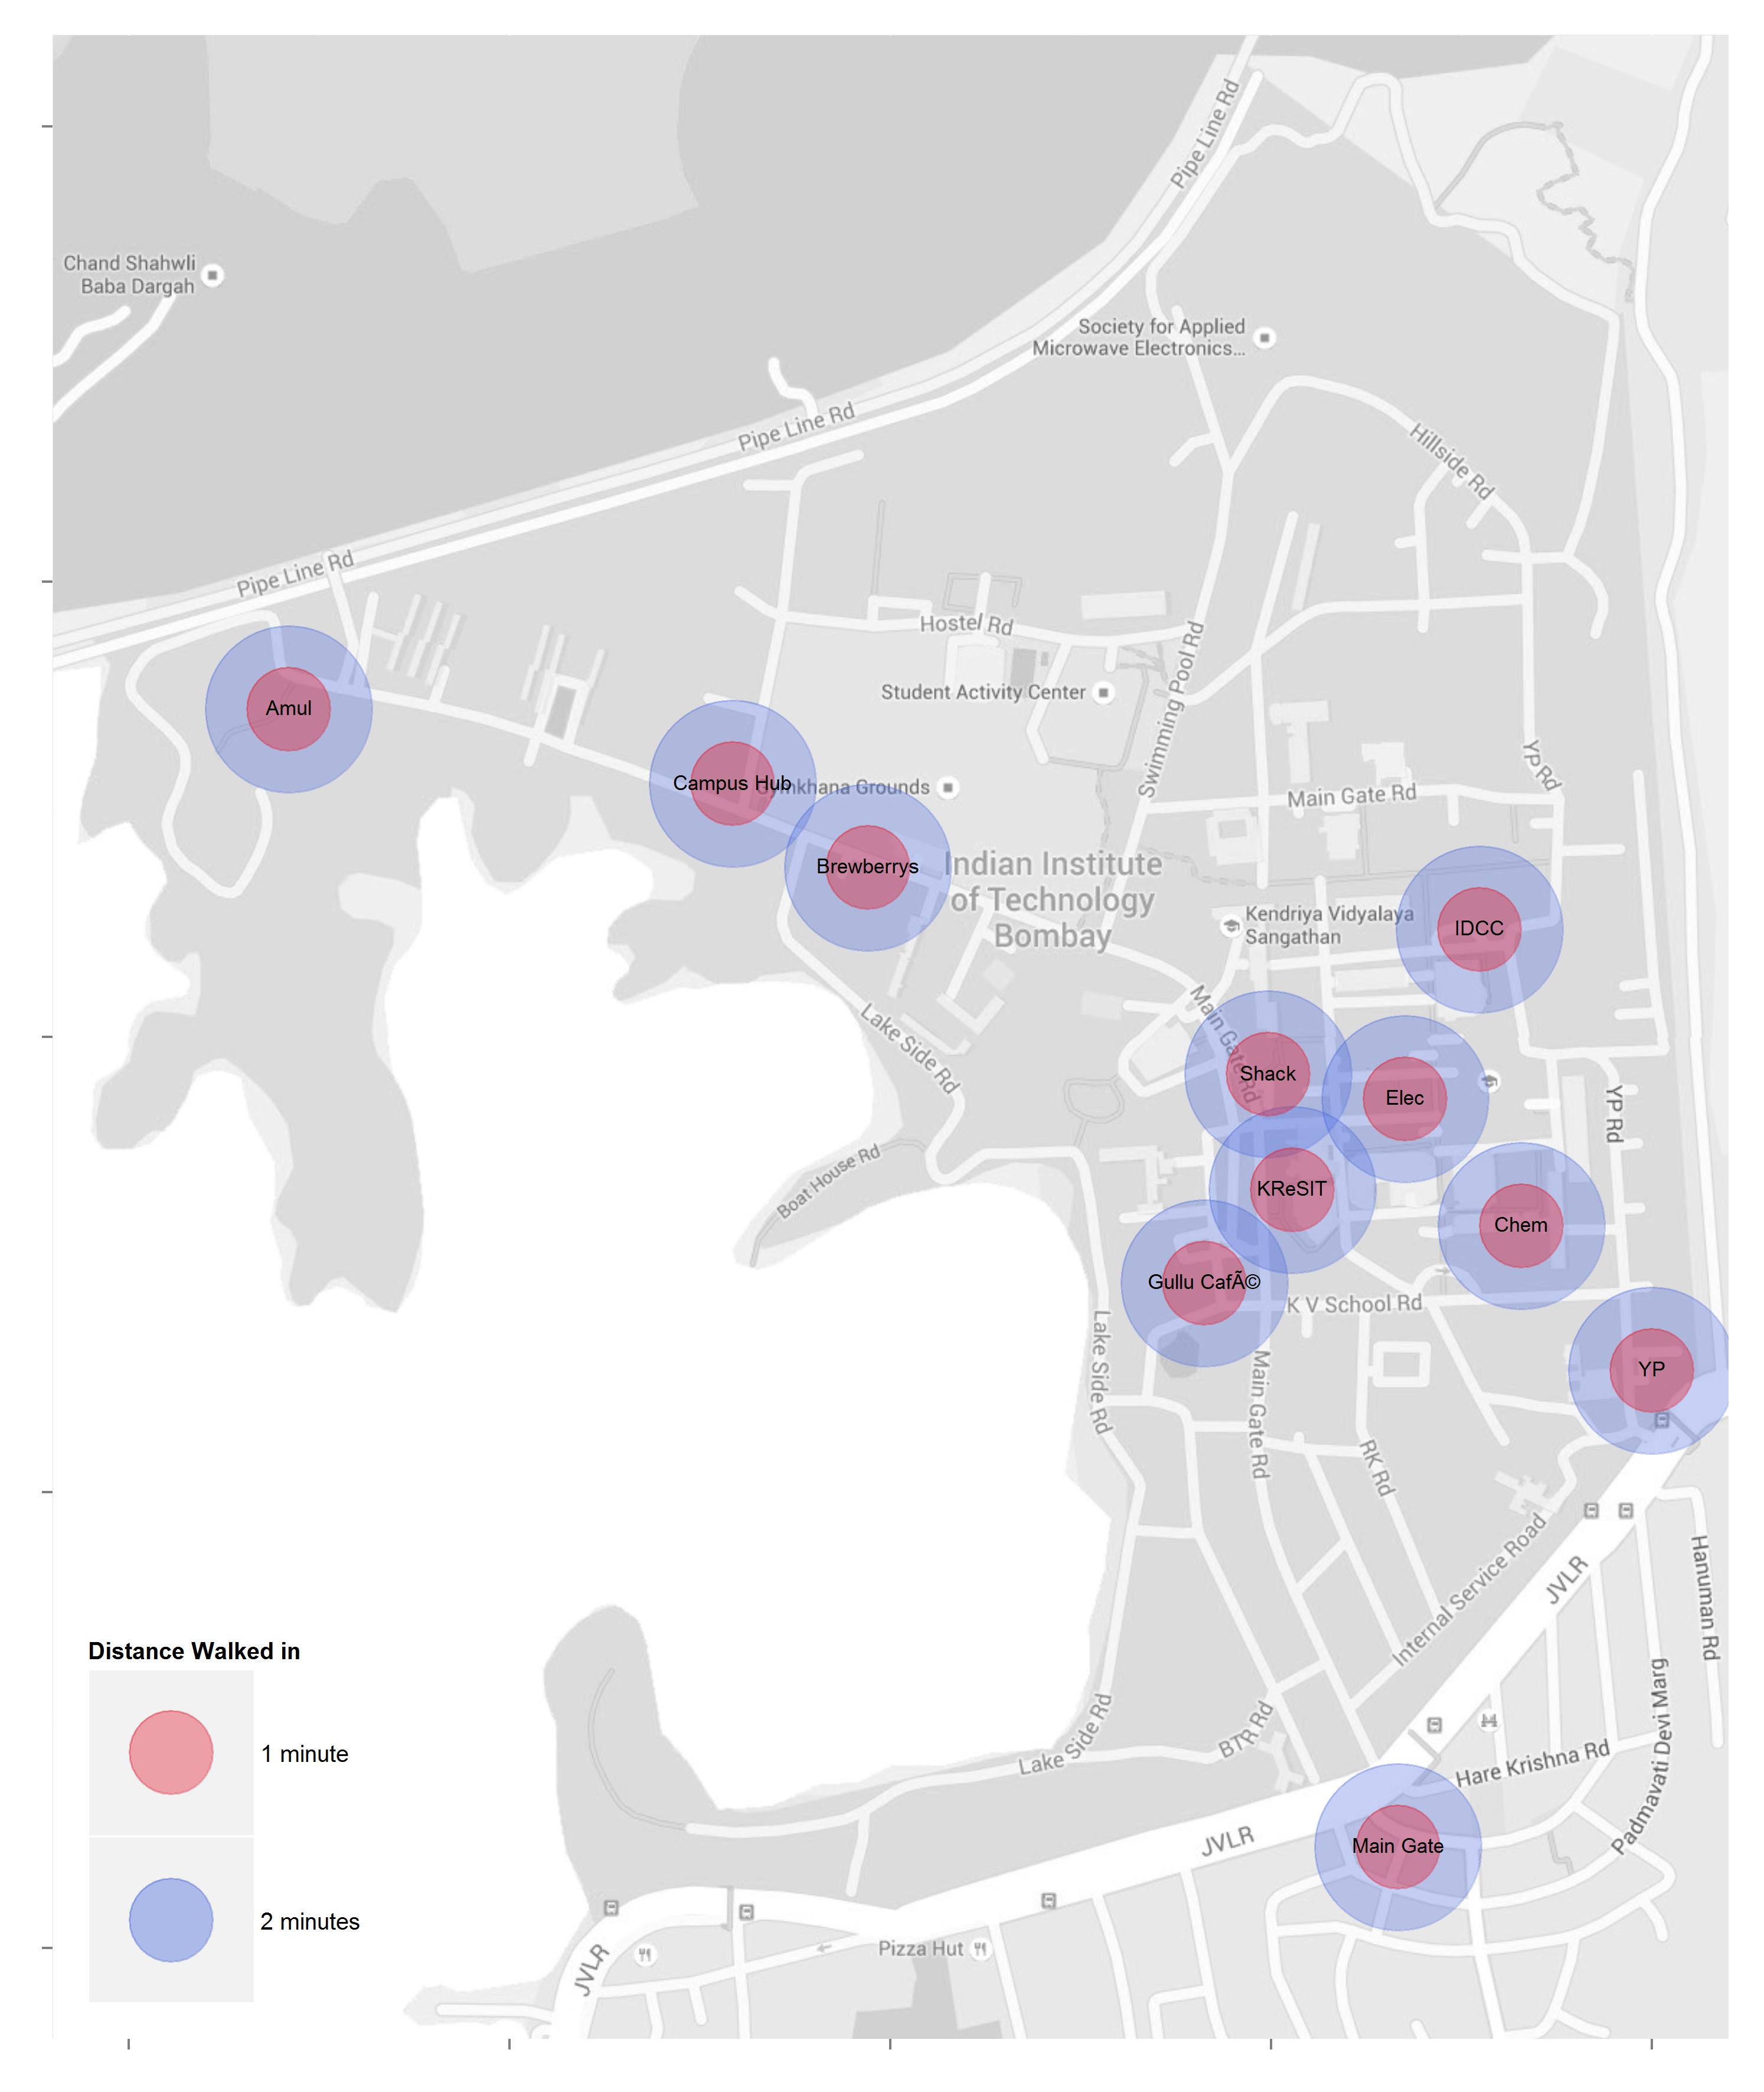 Pipe Line Rd
Chand Shahwli
Baba Dargah
Society for Applied
Microwave Electronics...
Pipe Line Rd
Hillside Rd
Pipe Line Rd
Hostel Rd
Swimming Pool Rd
Student Activity Center
Amul
YP Rd
Campus Hub
Grounds
Main Gate Rd
Brewberrys
Indian Institute
of Technology
Bombay
Kendriya Vidyalaya
Sangathan
IDCC
Main Gate Rd
Lake Side Rd
Shack
Elec
YP Rd
Boat House Rd
KReSIT
Chem
Gullu CafÃ©
K V School Rd
Lake Side Rd
Main Gate Rd
YP
RK Rd
Internal Service Road
JVLR
Hanuman Rd
Padmavati Devi Marg
Distance Walked in
1 minute
2 minutes
Lake Side Rd
BTR Rd
Hare Krishna Rd
JVLR
Main Gate
Pizza Hut
JVLR